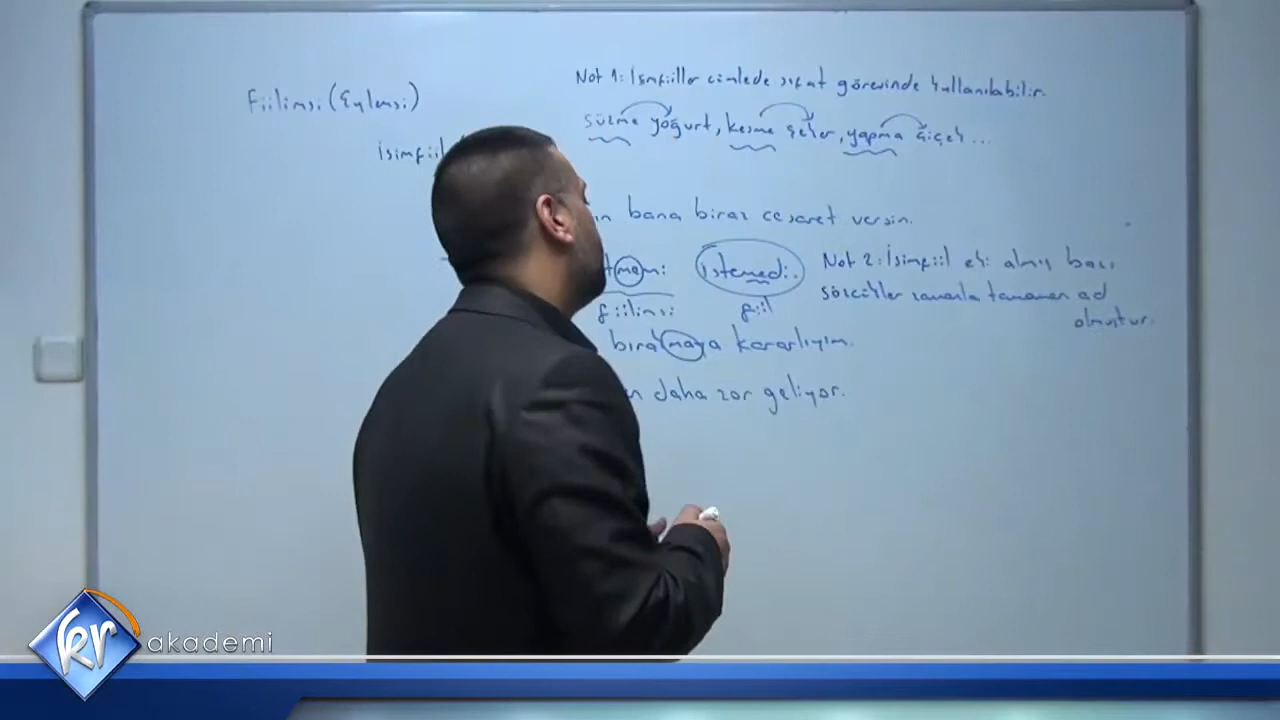 Fiilimsi (Eylemsi)
isimfiil
Not 1: İsimfiiller cümlede sıfat görevinde kullanılabilir.
süzme yoğurt, kesme şeker, yapma çiçek ...
bana biraz cesaret versin.
istemedi.
fiilimsi
fiil
Not 2: İsimfiil eki almış bazı
sözcükler zamanla tamamen ad
olmuştur.
bırakmaya kararlıyım.
daha zor geliyor.
kr akademi